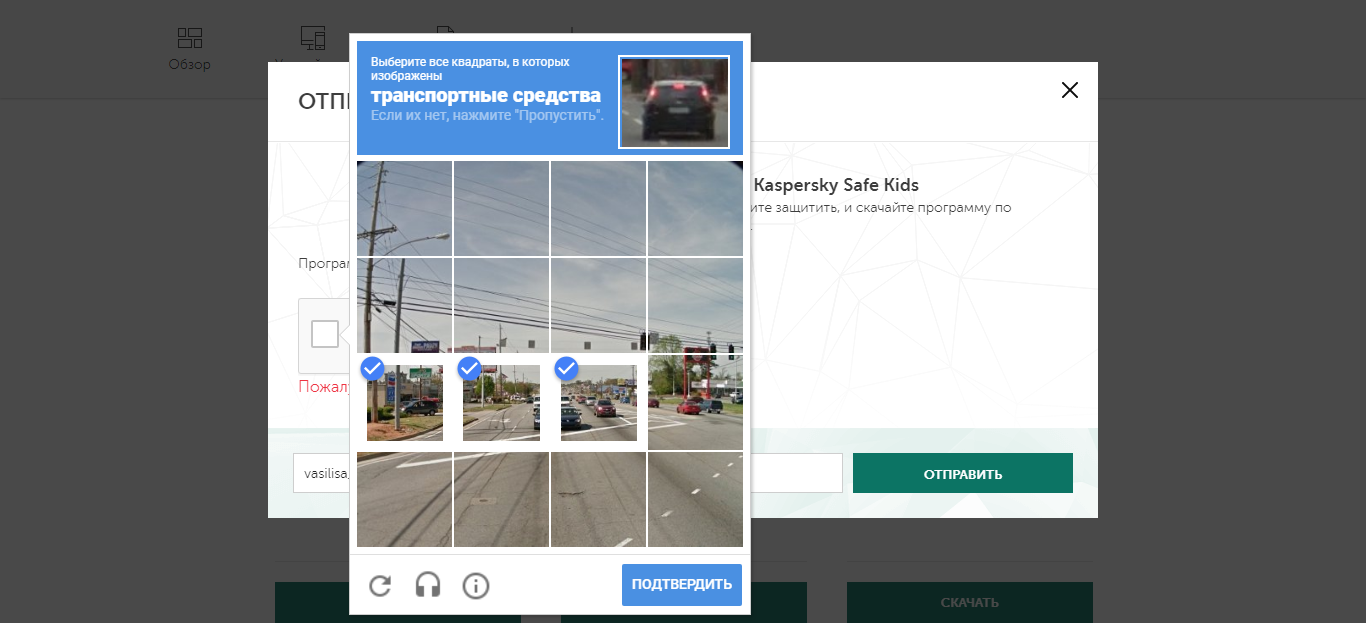 Обзор
ОТП
Выберите все квадраты, в которых
изображены
транспортные средства
Если их нет, нажмите "Пропустить".
Kaspersky Safe Kids
ите защитить, и скачайте программу по
Програм
Пожалу
vasilisa
ОТПРАВИТЬ
ПОДТВЕРДИТЬ
СКАЧАТЬ